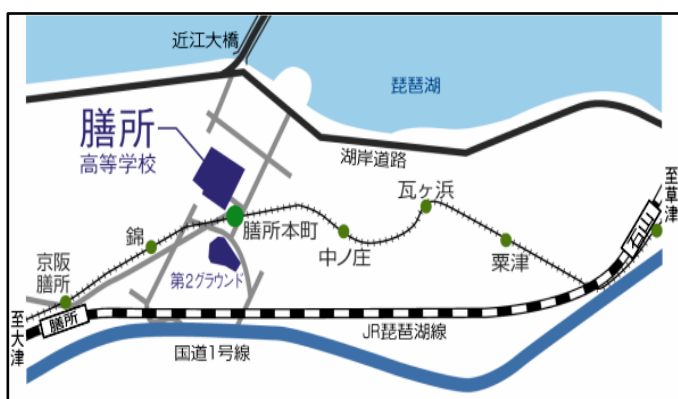 近江大橋
琵琶湖
膳所
高等学校
湖岸道路
至草津
瓦ヶ浜
石山
錦
膳所本町
中ノ庄
粟津
京阪
膳所
第2グラウンド
至大津
膳所
JR琵琶湖線
国道1号線